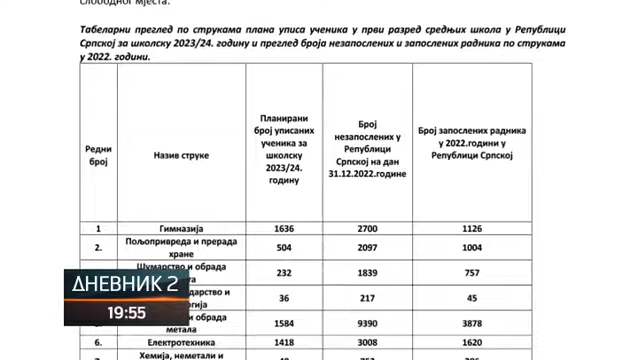 слободног мјеста.
Табеларни преглед по струкама плана уписа ученика у први разред средњих школа у Републици
Српској за школску 2023/24. годину и преглед броја незапослених и запослених радника по струкама
у 2022. години.
Редни број Назив струке Планирани број уписаних ученика за школску 2023/24. годину Број незапослених у Републици Српској на дан 31.12.2022.године Број запослених радника у 2022.години у Републици Српској
1 Гимназија 1636 2700 1126
2. Пољопривреда и прерада хране 504 2097 1004
Шумарство и обрада 232 1839 757
36 217 45
и обрада метала 1584 9390 3878
6. Електротехника 1418 3008 1620
Хемија, неметали и
ДНЕВНИК 2
19:55